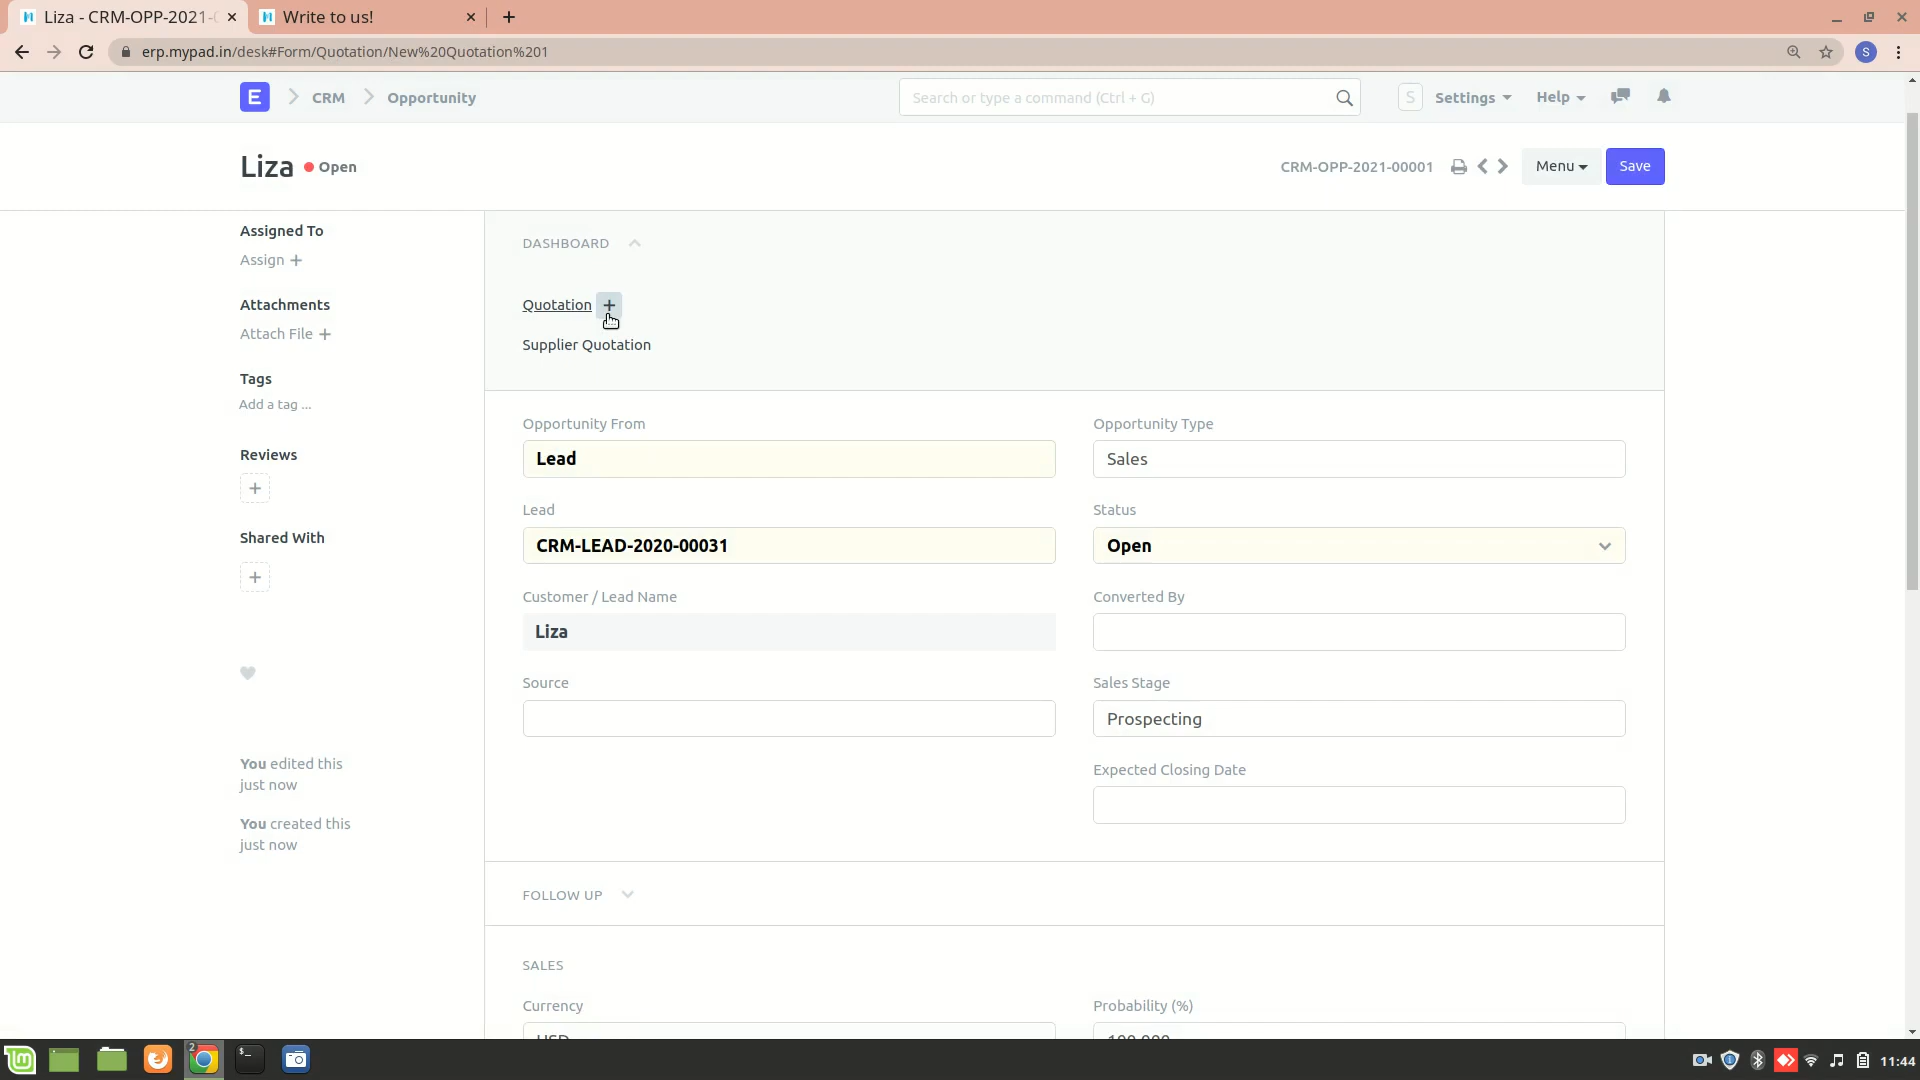 Liza - CRM-OPP-2021-
Write to us!
erp.mypad.in/desk#Form/Quotation/New%20Quotation%201
S
E
CRM
Opportunity
Search or type a command (Ctrl + G)
S
Settings
Help
Liza
Open
CRM-OPP-2021-00001
Menu
Save
Assigned To
Assign +
Attachments
Attach File +
Tags
Add a tag ...
Reviews
+
Shared With
+
You edited this
just now
You created this
just now
DASHBOARD
Quotation +
Supplier Quotation
Opportunity From
Lead
Lead
CRM-LEAD-2020-00031
Customer / Lead Name
Liza
Source
Opportunity Type
Sales
Status
Open
Converted By
Sales Stage
Prospecting
Expected Closing Date
FOLLOW UP
SALES
Currency
USD
Probability (%)
100.000
2
11:44